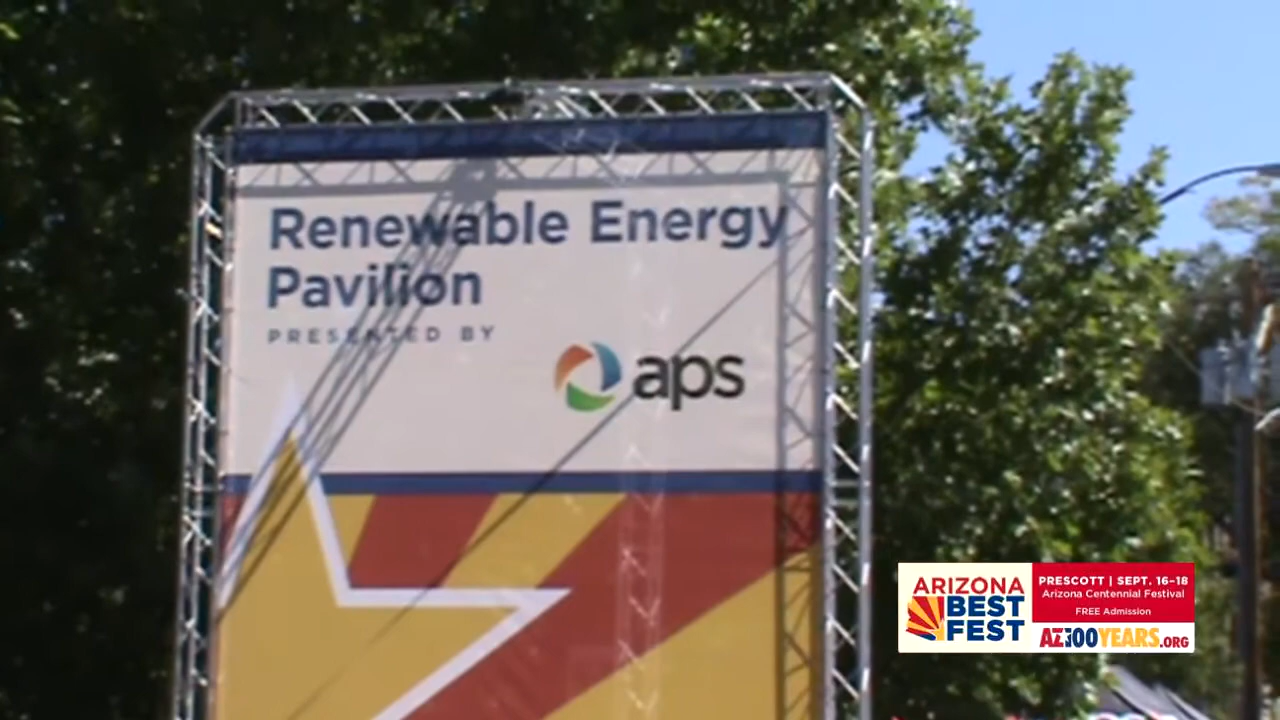 Renewable Energy
Pavilion
PRESENTED BY
aps
ARIZONA
BEST
FEST
PRESCOTT | SEPT. 16-18
Arizona Centennial Festival
FREE Admission
AZ100YEARS.ORG